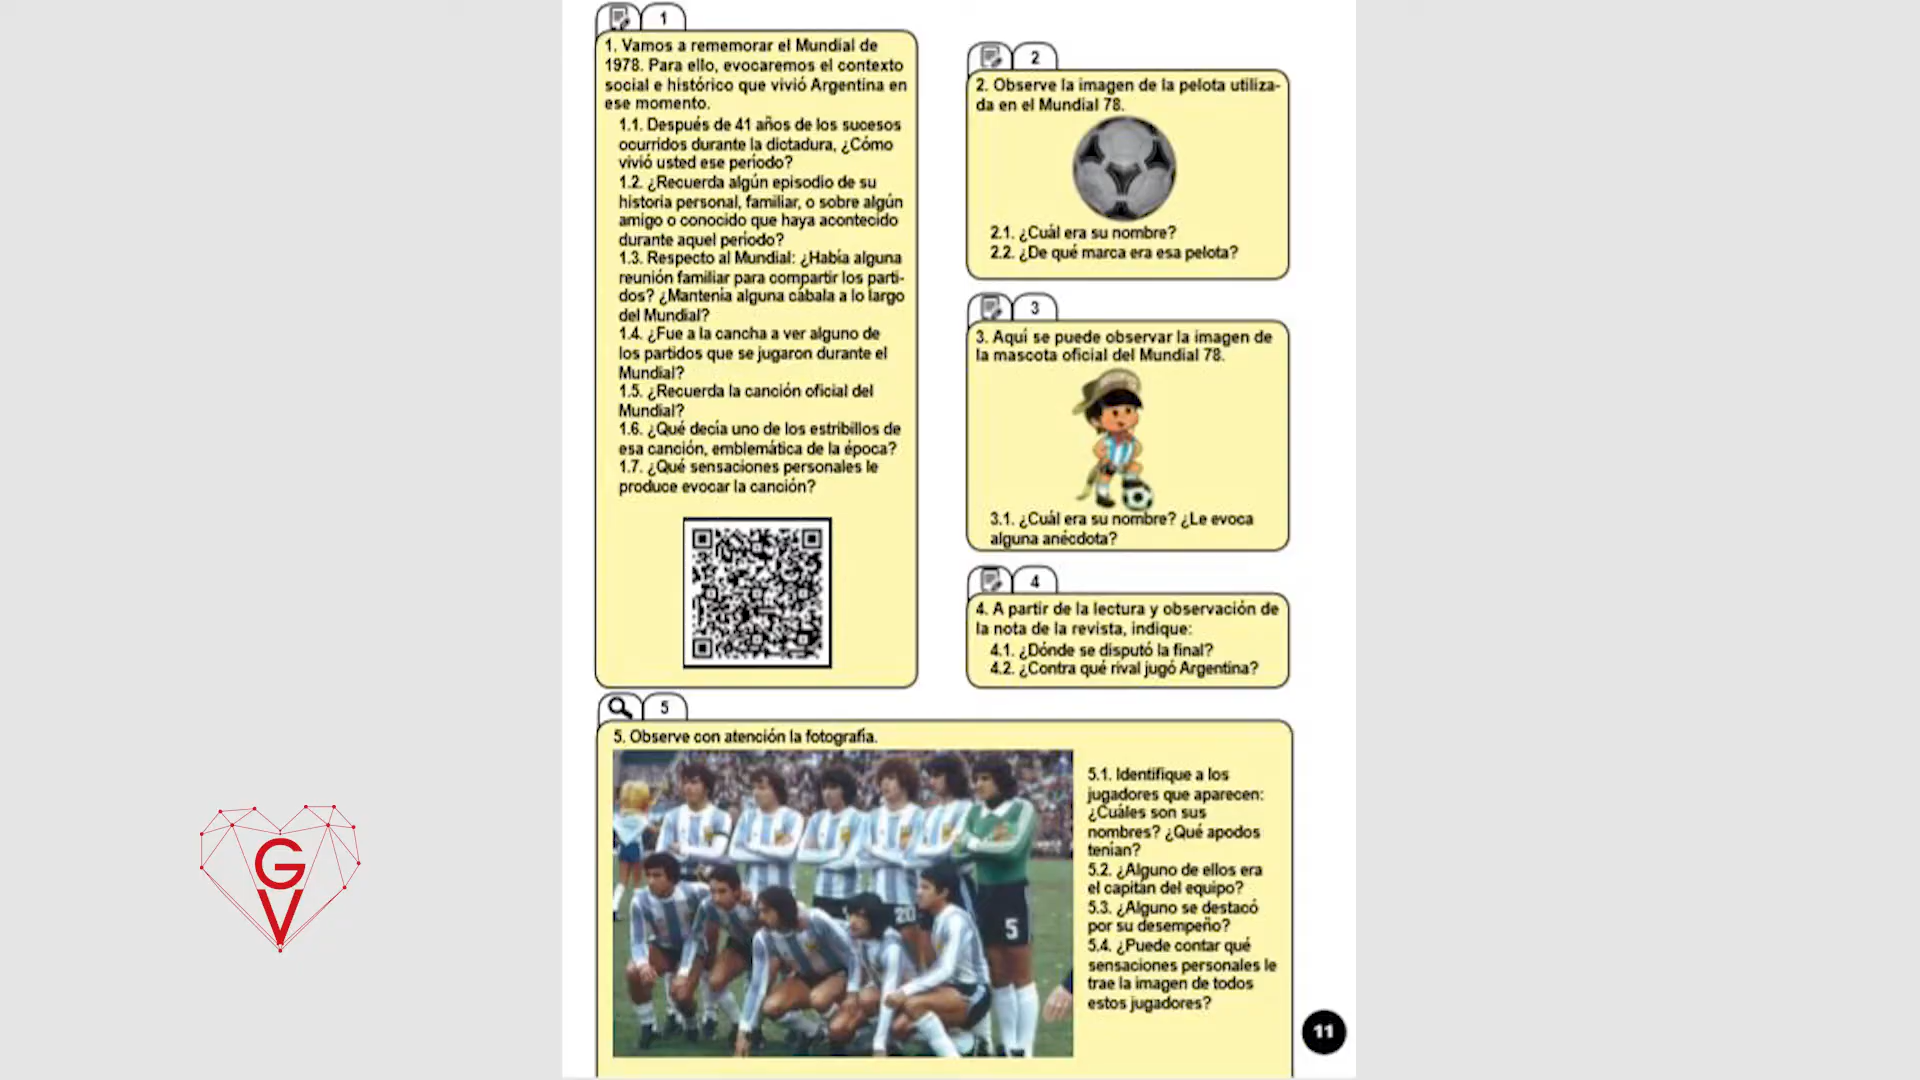 1
1. Vamos a rememorar el Mundial de
1978. Para ello, evocaremos el contexto
social e histórico que vivió Argentina en
ese momento.
1.1. Después de 41 años de los sucesos
ocurridos durante la dictadura, ¿Cómo
vivió usted ese período?
1.2. ¿Recuerda algún episodio de su
historia personal, familiar, o sobre algún
amigo o conocido que haya acontecido
durante aquel período?
1.3. Respecto al Mundial: ¿Había alguna
reunión familiar para compartir los parti-
dos? ¿Mantenía alguna cábala a lo largo
del Mundial?
1.4. ¿Fue a la cancha a ver alguno de
los partidos que se jugaron durante el
Mundial?
1.5. ¿Recuerda la canción oficial del
Mundial?
1.6. ¿Qué decía uno de los estribillos de
esa canción, emblemática de la época?
1.7. ¿Qué sensaciones personales le
produce evocar la canción?
2
2. Observe la imagen de la pelota utiliza-
da en el Mundial 78.
2.1. ¿Cuál era su nombre?
2.2. ¿De qué marca era esa pelota?
3
3. Aquí se puede observar la imagen de
la mascota oficial del Mundial 78.
3.1. ¿Cuál era su nombre? ¿Le evoca
alguna anécdota?
4
4. A partir de la lectura y observación de
la nota de la revista, indique:
4.1. ¿Dónde se disputó la final?
4.2. ¿Contra qué rival jugó Argentina?
5
5. Observe con atención la fotografía.
20
5
5.1. Identifique a los
jugadores que aparecen:
¿Cuáles son sus
nombres? ¿Qué apodos
tenían?
5.2. ¿Alguno de ellos era
el capitán del equipo?
5.3. ¿Alguno se destacó
por su desempeño?
5.4. ¿Puede contar qué
sensaciones personales le
trae la imagen de todos
estos jugadores?
11
G
V